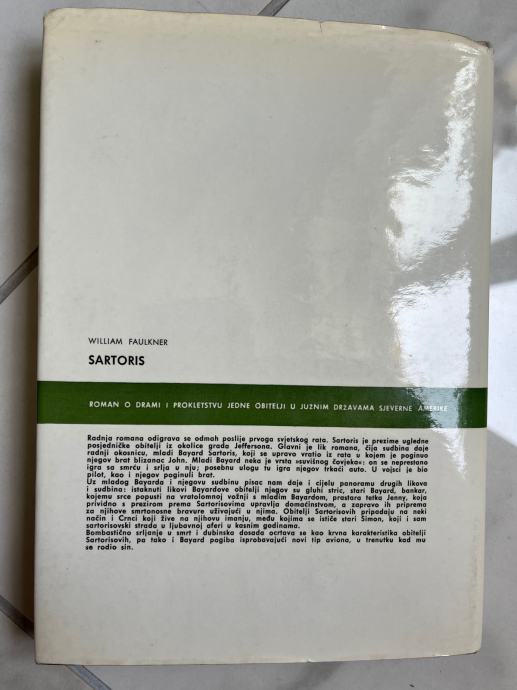 WILLIAM FAULKNER
SARTORIS
ROMAN O DRAMI I PROKLETSTVU JEDNE OBITELJI U JUŽNIM DRŽAVAMA SJEVERNE AMERIKE
Radnja romana odigrava se odmah poslije prvoga svjetskog rata. Sartoris je prezime ugledne
posjedničke obitelji iz okolice grada Jeffersona. Glavni je lik romana, čija sudbina daje
radnji okosnicu, mladi Bayard Sartoris, koji se upravo vratio iz rata u kojem je poginuo
njegov brat blizanac John. Mladi Bayard neka je vrsta »suvišnog čovjeka«: on se neprestano
igra sa smrću i srlja u nju; posebnu ulogu tu igra njegov trkaći auto. U vojsci je bio
pilot, kao i njegov poginuli brat.
Uz mladog Bayarda i njegovu sudbinu pisac nam daje i cijelu panoramu drugih likova
i sudbina: istaknuti likovi Bayardove obitelji njegov su gluhi stric, stari Bayard, bankar,
kojemu srce popusti na vratolomnoj vožnji s mladim Bayardom, prastara tetka Jenny, koja
prividno s prezirom prema Sartorisovima upravlja domaćinstvom, a zapravo ih priprema
za njihove smrtonosne bravure uživajući u njima. Obitelji Sartorisovih pripadaju na neki
način i Crnci koji žive na njihovu imanju, među kojima se ističe stari Simon, koji i sam
sartorisovski strada u ljubavnoj aferi u kasnim godinama.
Bombastično srljanje u smrt i dubinska dosada ocrtava se kao krvna karakteristika obitelji
Sartorisovih, pa tako i Bayard pogiba isprobavajući novi tip aviona, u trenutku kad mu
se rodio sin.